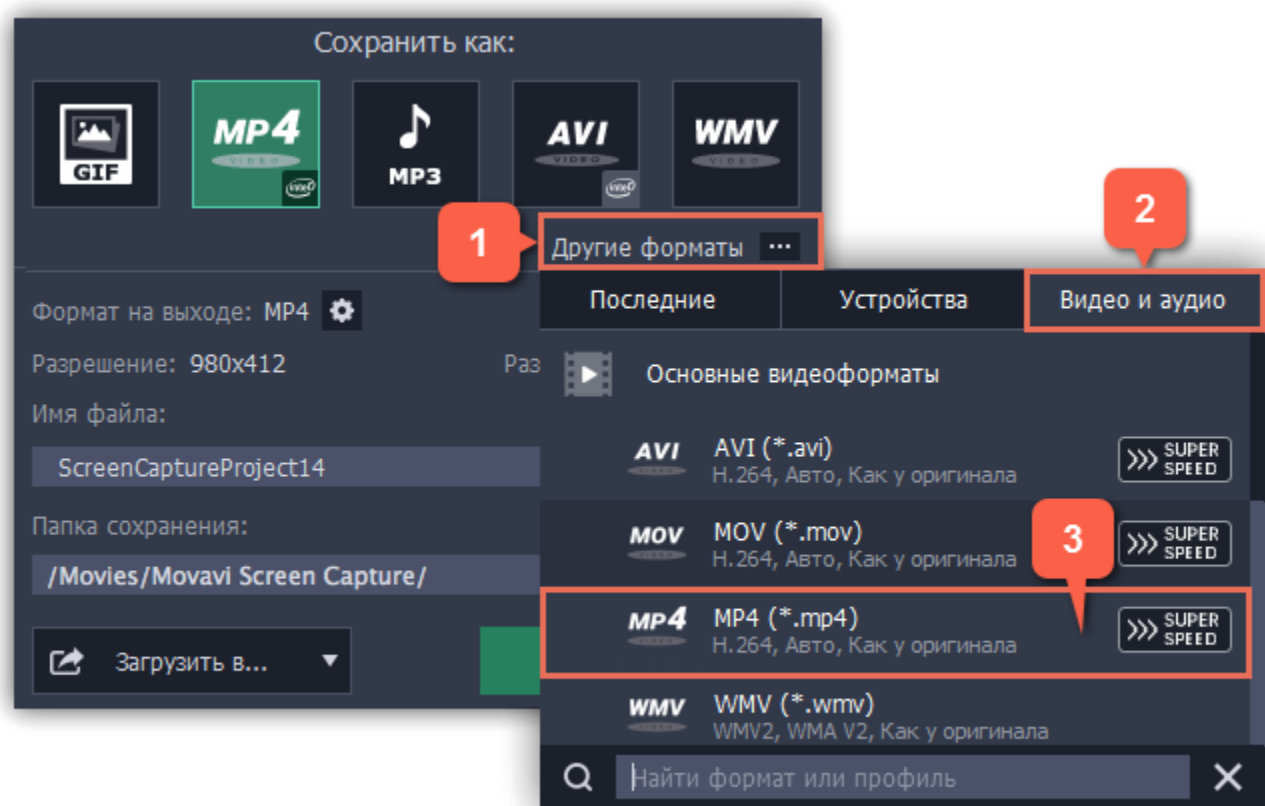 Сохранить как:
GIF
MP4
VIDEO
intel
MP3
AVI
VIDEO
intel
WMV
VIDEO
1
Другие форматы ...
2
Последние Устройства Видео и аудио
Формат на выходе: MP4
Разрешение: 980x412
Раз
Имя файла:
ScreenCaptureProject14
Папка сохранения:
/Movies/Movavi Screen Capture/
Загрузить в...
Основные видеоформаты
AVI AVI (*.avi) SUPER
H.264, Авто, Как у оригинала SPEED
MOV MOV (*.mov) SUPER
H.264, Авто, Как у оригинала SPEED
3
MP4 MP4 (*.mp4) SUPER
H.264, Авто, Как у оригинала SPEED
WMV WMV (*.wmv)
WMV2, WMA V2, Как у оригинала
Найти формат или профиль